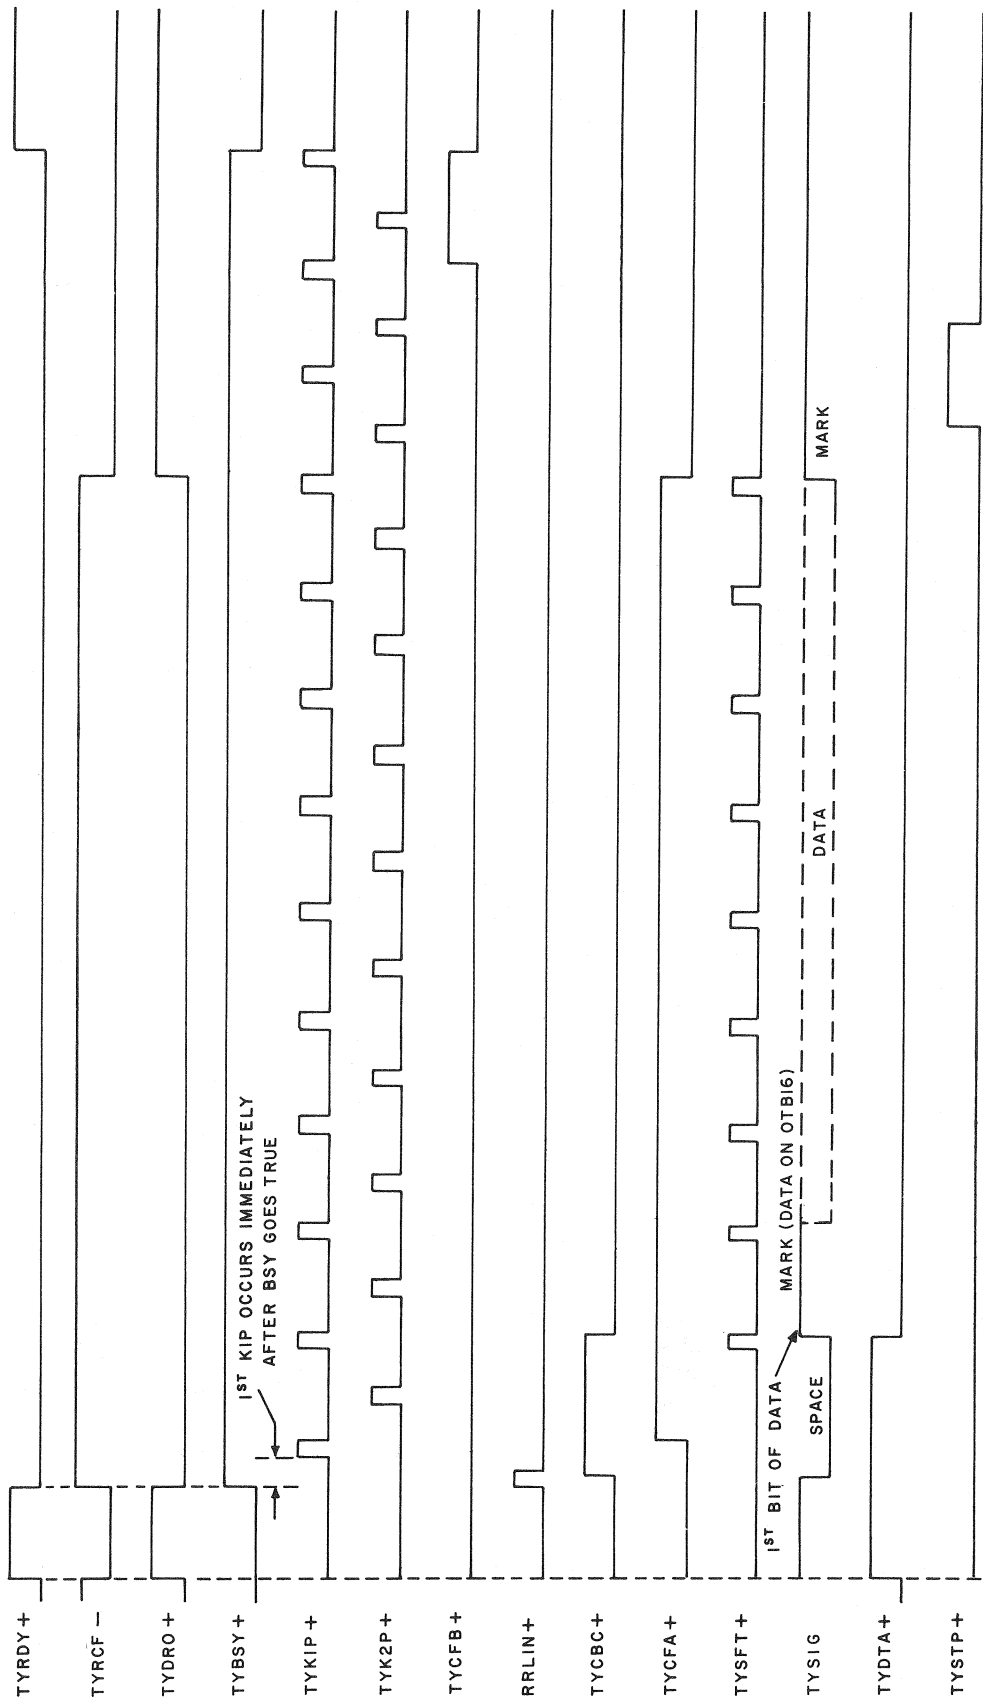 TYRDY+
TYRCF−
TYDRO+
TYBSY+
1ST KIP OCCURS IMMEDIATELY
AFTER BSY GOES TRUE
TYKIP+
TYK2P+
TYCFB+
RRLIN+
TYCBC+
TYCFA+
TYSFT+
1ST BIT OF DATA
MARK (DATA ON OTB16)
TYSIG
SPACE
DATA
MARK
TYDTA+
TYSTP+